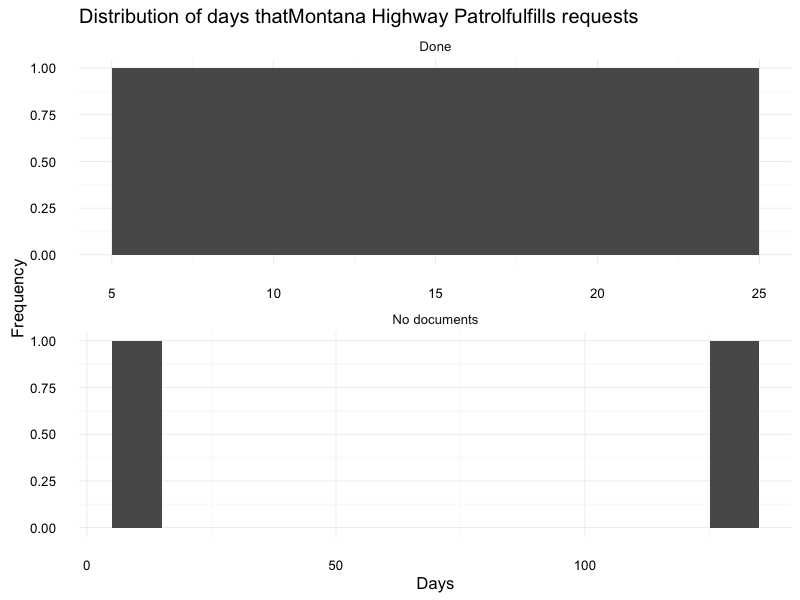 Distribution of days thatMontana Highway Patrolfulfills requests
Done
1.00
0.75
0.50
0.25
0.00
5 10 15 20 25
Frequency
No documents
1.00
0.75
0.50
0.25
0.00
0 50 100
Days